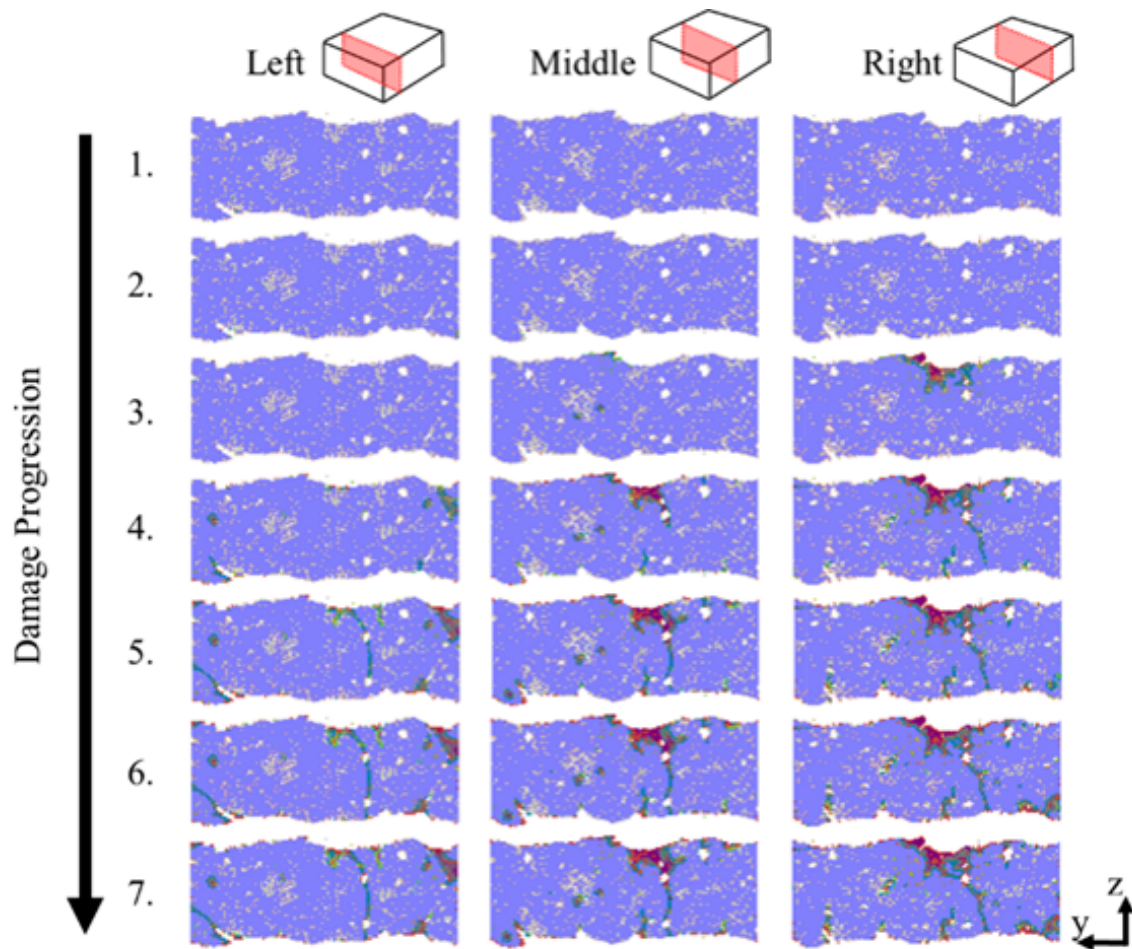 Left Middle Right
1.
2.
3.
4.
5.
6.
7.
Damage Progression
z
y